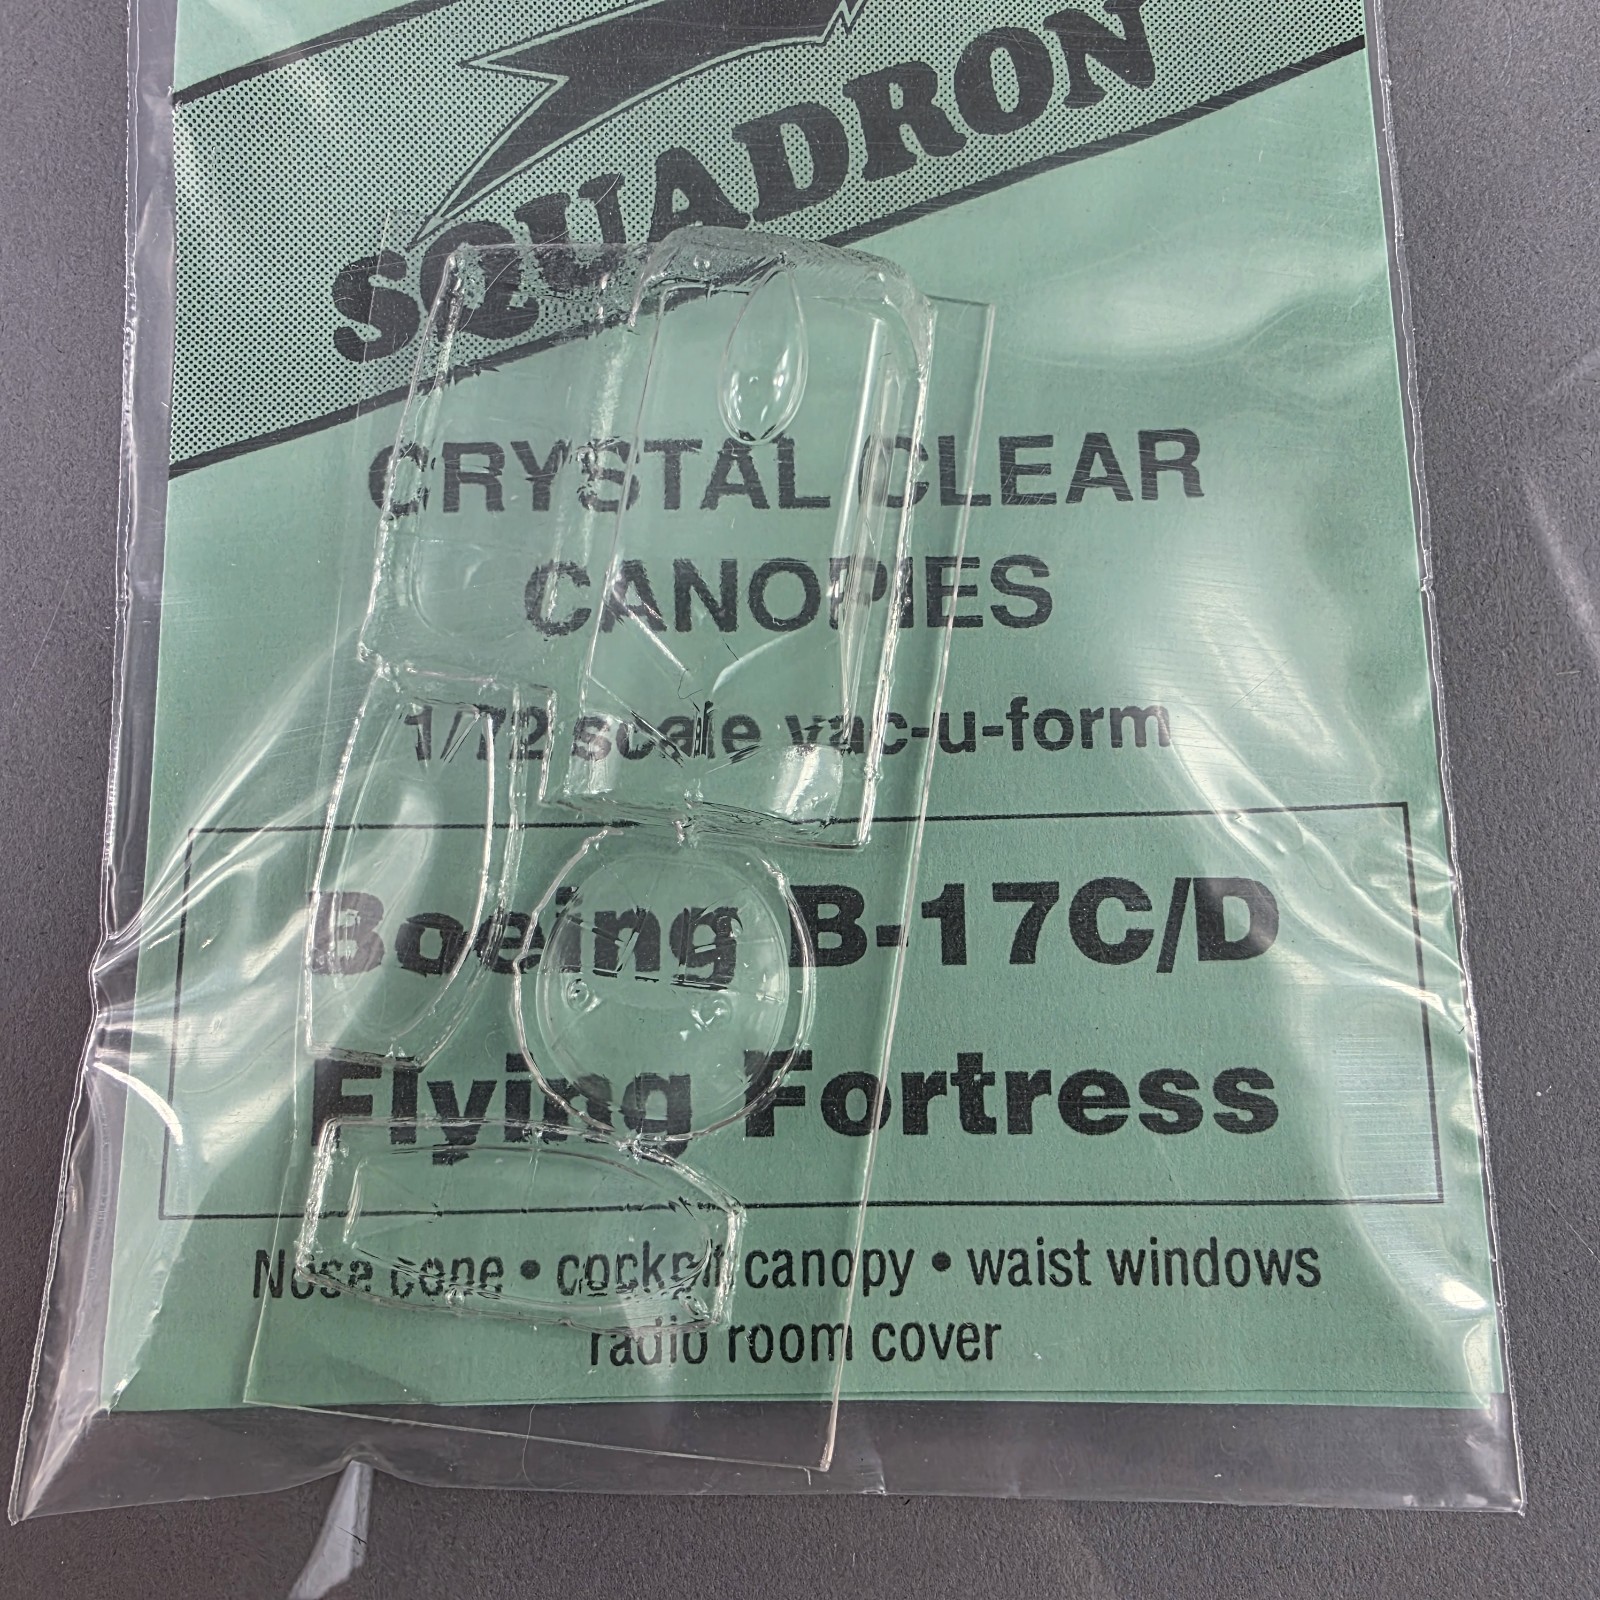 SQUADRON
CRYSTAL CLEAR
CANOPIES
1/72 scale vac-u-form
Boeing B-17C/D
Flying Fortress
Nose cone • cockpit canopy • waist windows
radio room cover